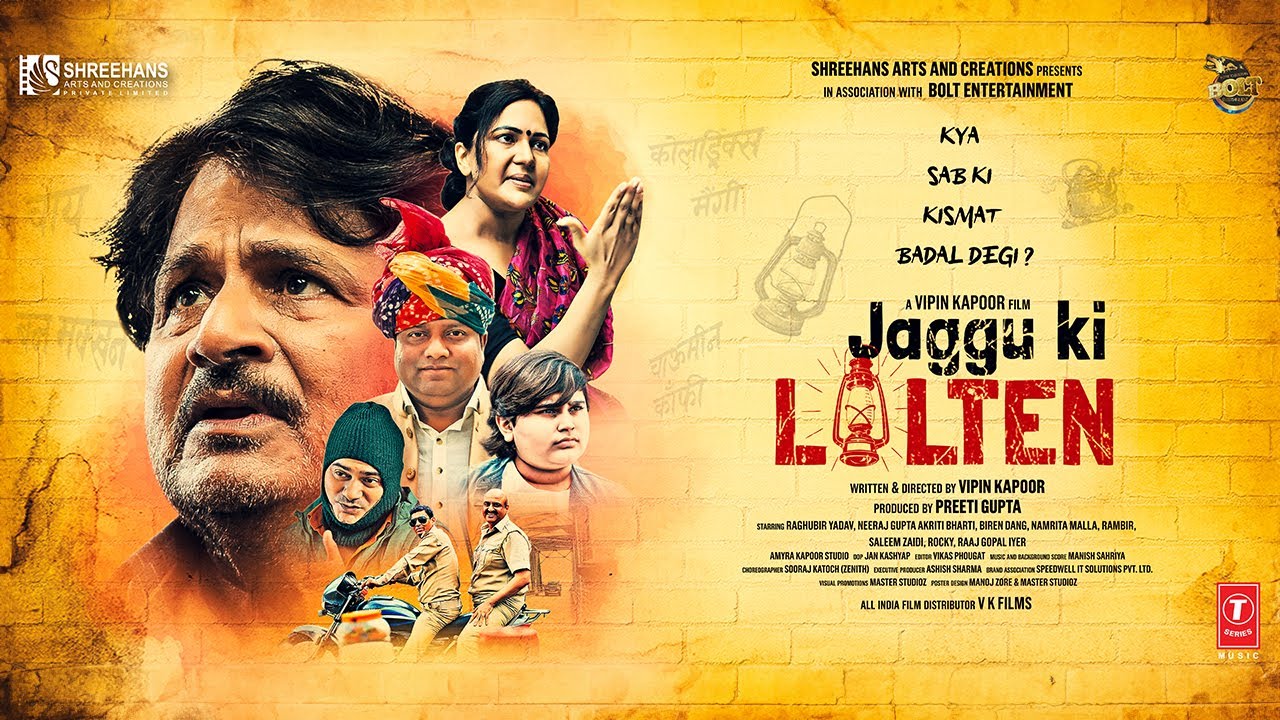 SHREEHANS
ARTS AND CREATIONS
PRIVATE LIMITED
SHREEHANS ARTS AND CREATIONS PRESENTS
IN ASSOCIATION WITH BOLT ENTERTAINMENT
BOLT
KYA
SAB KI
KISMAT
BADAL DEGI ?
कोलड्रिंक्स
मैगी
चाय
मक्खन
चाऊमीन
कॉफी
A VIPIN KAPOOR FILM
Jaggu ki
LALTEN
WRITTEN & DIRECTED BY VIPIN KAPOOR
PRODUCED BY PREETI GUPTA
STARRING RAGHUBIR YADAV, NEERAJ GUPTA AKRITI BHARTI, BIREN DANG, NAMRITA MALLA, RAMBIR,
SALEEM ZAIDI, ROCKY, RAAJ GOPAL IYER
AMYRA KAPOOR STUDIO DOP JAN KASHYAP EDITOR VIKAS PHOUGAT MUSIC AND BACKGROUND SCORE MANISH SAHRIYA
CHOREOGRAPHER SOORAJ KATOCH (ZENITH) EXECUTIVE PRODUCER ASHISH SHARMA BRAND ASSOCIATION SPEEDWELL IT SOLUTIONS PVT. LTD.
VISUAL PROMOTIONS MASTER STUDIOZ POSTER DESIGN MANOJ ZORE & MASTER STUDIOZ
ALL INDIA FILM DISTRIBUTOR V K FILMS
T
SERIES
MUSIC